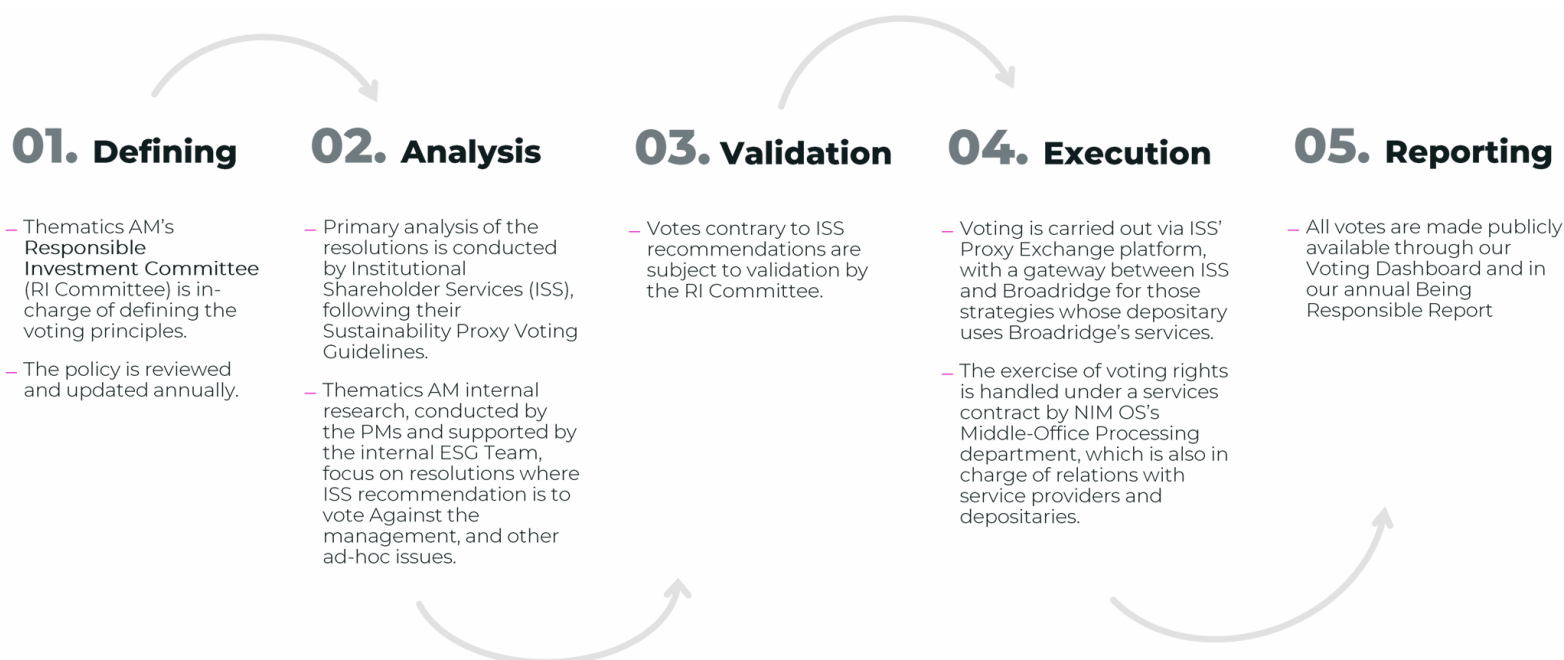 01. Defining
– Thematics AM's
Responsible
Investment Committee
(RI Committee) is in-
charge of defining the
voting principles.
– The policy is reviewed
and updated annually.
02. Analysis
– Primary analysis of the
resolutions is conducted
by Institutional
Shareholder Services (ISS),
following their
Sustainability Proxy Voting
Guidelines.
– Thematics AM internal
research, conducted by
the PMs and supported by
the internal ESG Team,
focus on resolutions where
ISS recommendation is to
vote Against the
management, and other
ad-hoc issues.
03. Validation
– Votes contrary to ISS
recommendations are
subject to validation by
the RI Committee.
04. Execution
– Voting is carried out via ISS'
Proxy Exchange platform,
with a gateway between ISS
and Broadridge for those
strategies whose depositary
uses Broadridge's services.
– The exercise of voting rights
is handled under a services
contract by NIM OS's
Middle-Office Processing
department, which is also in
charge of relations with
service providers and
depositaries.
05. Reporting
– All votes are made publicly
available through our
Voting Dashboard and in
our annual Being
Responsible Report